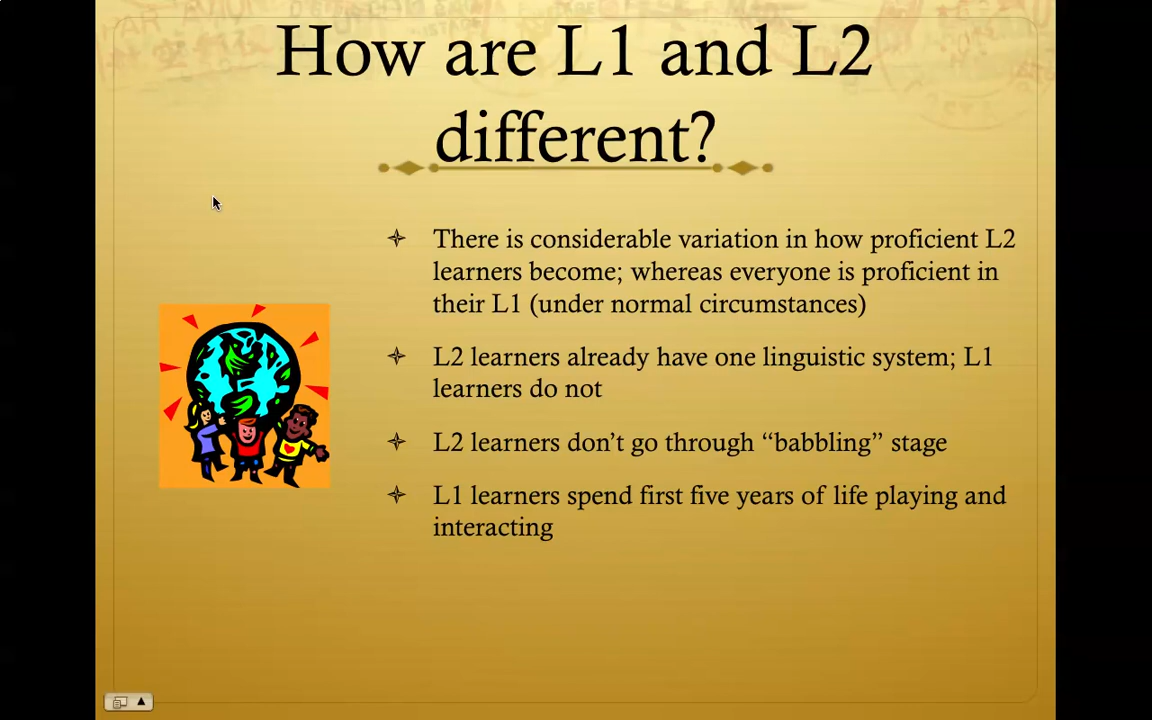 How are L1 and L2
different?
There is considerable variation in how proficient L2
learners become; whereas everyone is proficient in
their L1 (under normal circumstances)
L2 learners already have one linguistic system; L1
learners do not
L2 learners don’t go through “babbling” stage
L1 learners spend first five years of life playing and
interacting